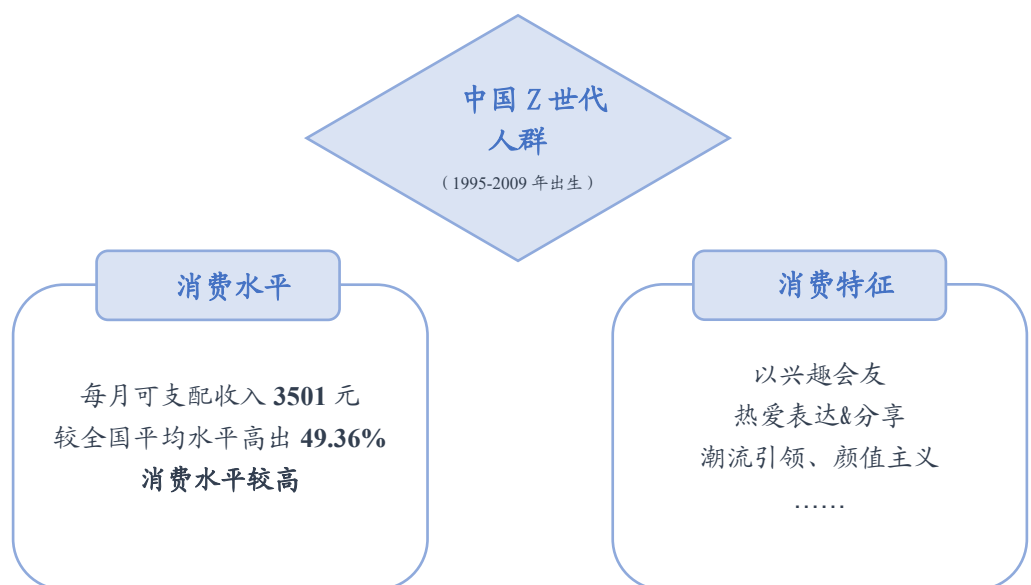 中国 Z 世代
人群
（1995-2009 年出生）
消费水平
每月可支配收入 3501 元
较全国平均水平高出 49.36%
消费水平较高
消费特征
以兴趣会友
热爱表达&分享
潮流引领、颜值主义
……